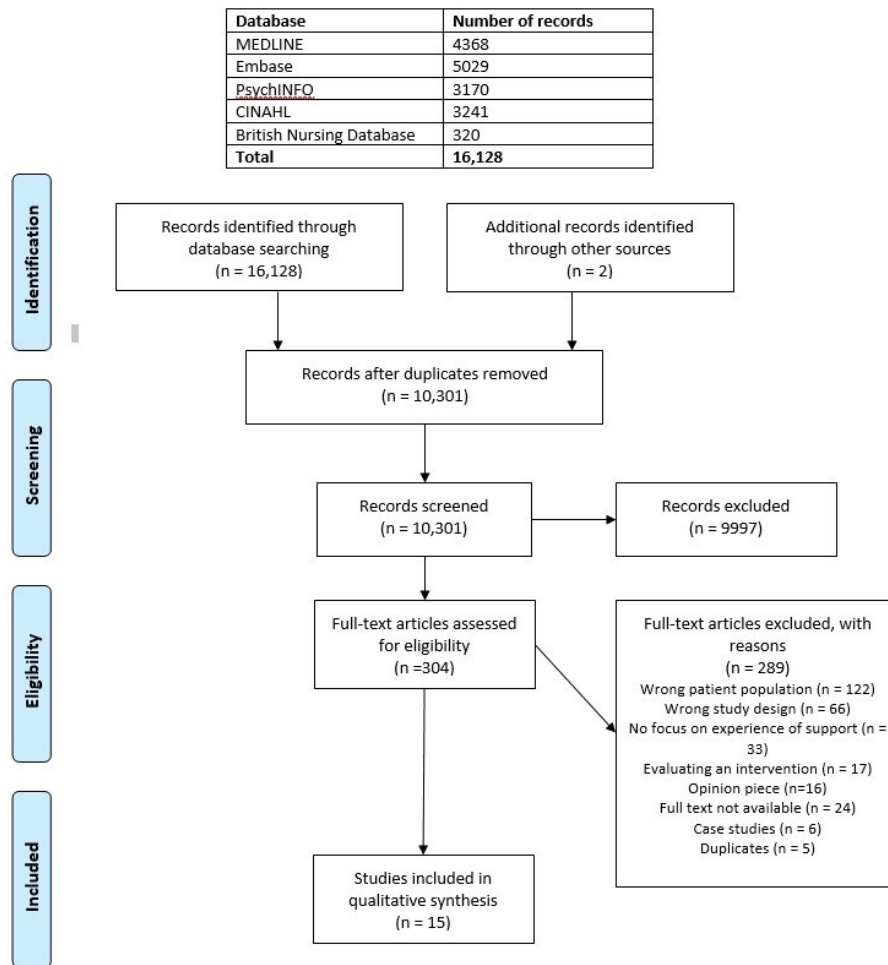 Database Number of records
MEDLINE 4368
Embase 5029
PsychINFO 3170
CINAHL 3241
British Nursing Database 320
Total 16,128
Identification
Records identified through
database searching
(n = 16,128)
Additional records identified
through other sources
(n = 2)
Records after duplicates removed
(n = 10,301)
Screening
Records screened
(n = 10,301)
Records excluded
(n = 9997)
Eligibility
Full-text articles assessed
for eligibility
(n =304)
Full-text articles excluded, with
reasons
(n = 289)
Wrong patient population (n = 122)
Wrong study design (n = 66)
No focus on experience of support (n =
33)
Evaluating an intervention (n = 17)
Opinion piece (n=16)
Full text not available (n = 24)
Case studies (n = 6)
Duplicates (n = 5)
Included
Studies included in
qualitative synthesis
(n = 15)